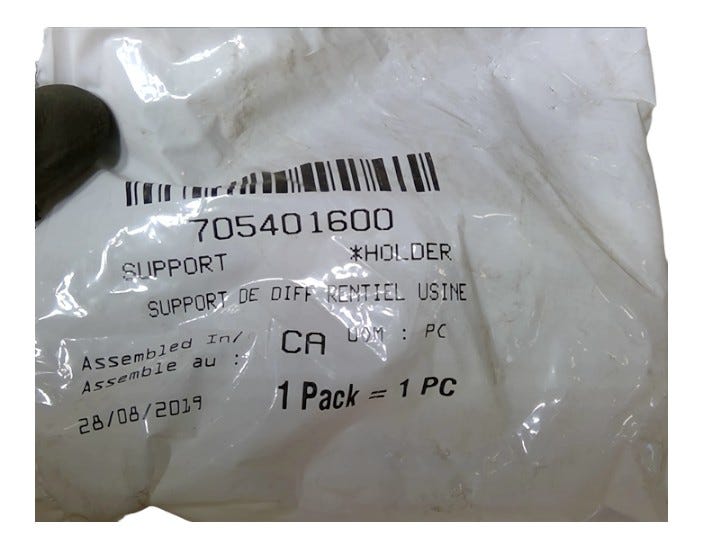 705401600
SUPPORT *HOLDER
SUPPORT DE DIFF RENTIEL USINE
Assembled In/ CA UOM : PC
Assemble au :
28/08/2019 1 Pack = 1 PC